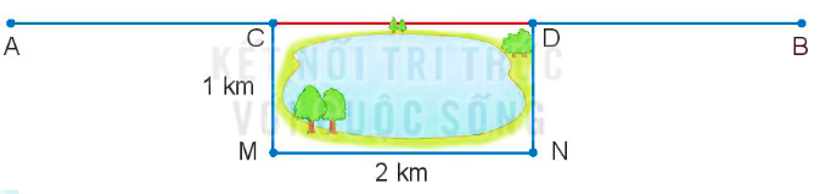 A C D B
KẾT NỐI TRI THỨC
1 km
VỚI CUỘC SỐNG
M N
2 km